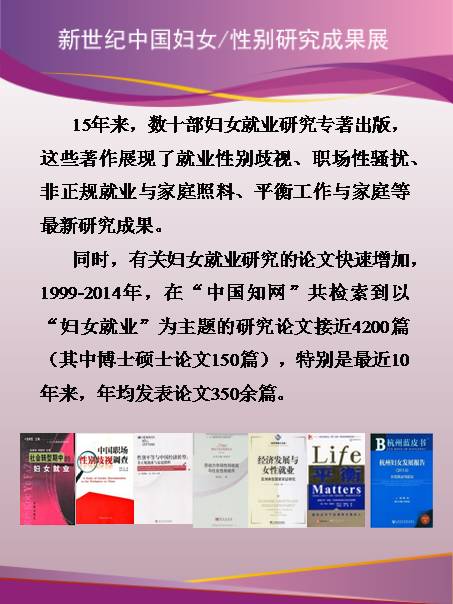 新世纪中国妇女/性别研究成果展
15年来，数十部妇女就业研究专著出版，
这些著作展现了就业性别歧视、职场性骚扰、
非正规就业与家庭照料、平衡工作与家庭等
最新研究成果。
同时，有关妇女就业研究的论文快速增加，
1999-2014年，在“中国知网”共检索到以
“妇女就业”为主题的研究论文接近4200篇
（其中博士硕士论文150篇），特别是最近10
年来，年均发表论文350余篇。
社会转型期中的
妇女就业
中国职场
性别歧视调查
经济发展与
女性就业
Life
平衡
Matters
杭州蓝皮书
杭州妇女发展报告